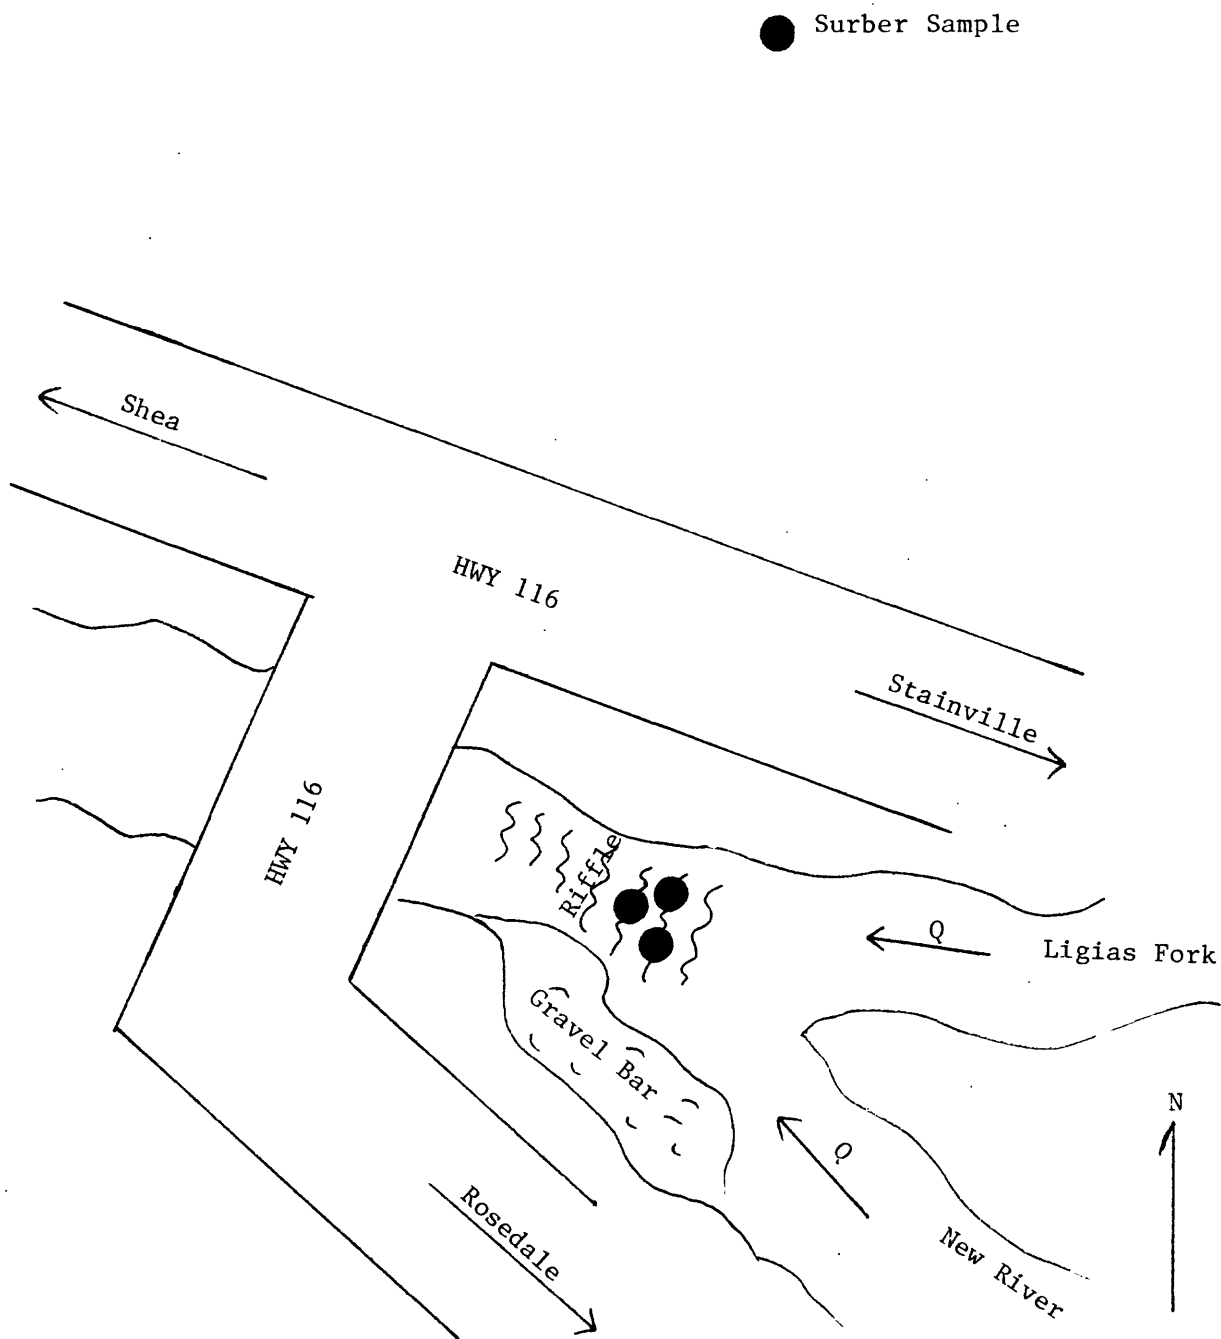 Surber Sample
Shea
HWY 116
Stainville
HWY 116
Riffle
Q
Ligias Fork
Gravel Bar
N
Q
Rosedale
New River